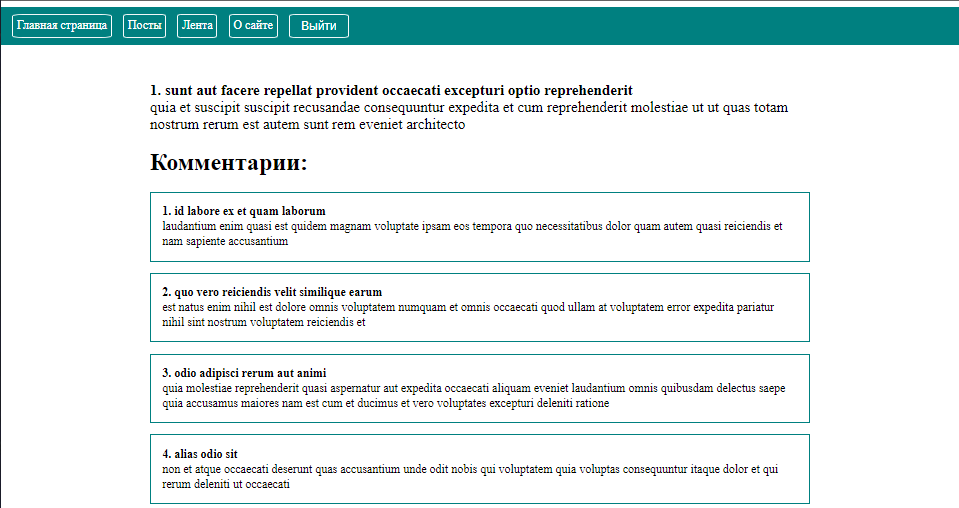 Главная страница Посты Лента О сайте Выйти
1. sunt aut facere repellat provident occaecati excepturi optio reprehenderit
quia et suscipit suscipit recusandae consequuntur expedita et cum reprehenderit molestiae ut ut quas totam
nostrum rerum est autem sunt rem eveniet architecto
Комментарии:
1. id labore ex et quam laborum
laudantium enim quasi est quidem magnam voluptate ipsam eos tempora quo necessitatibus dolor quam autem quasi reiciendis et
nam sapiente accusantium
2. quo vero reiciendis velit similique earum
est natus enim nihil est dolore omnis voluptatem numquam et omnis occaecati quod ullam at voluptatem error expedita pariatur
nihil sint nostrum voluptatem reiciendis et
3. odio adipisci rerum aut animi
quia molestiae reprehenderit quasi aspernatur aut expedita occaecati aliquam eveniet laudantium omnis quibusdam delectus saepe
quia accusamus maiores nam est cum et ducimus et vero voluptates excepturi deleniti ratione
4. alias odio sit
non et atque occaecati deserunt quas accusantium unde odit nobis qui voluptatem quia voluptas consequuntur itaque dolor et qui
rerum deleniti ut occaecati